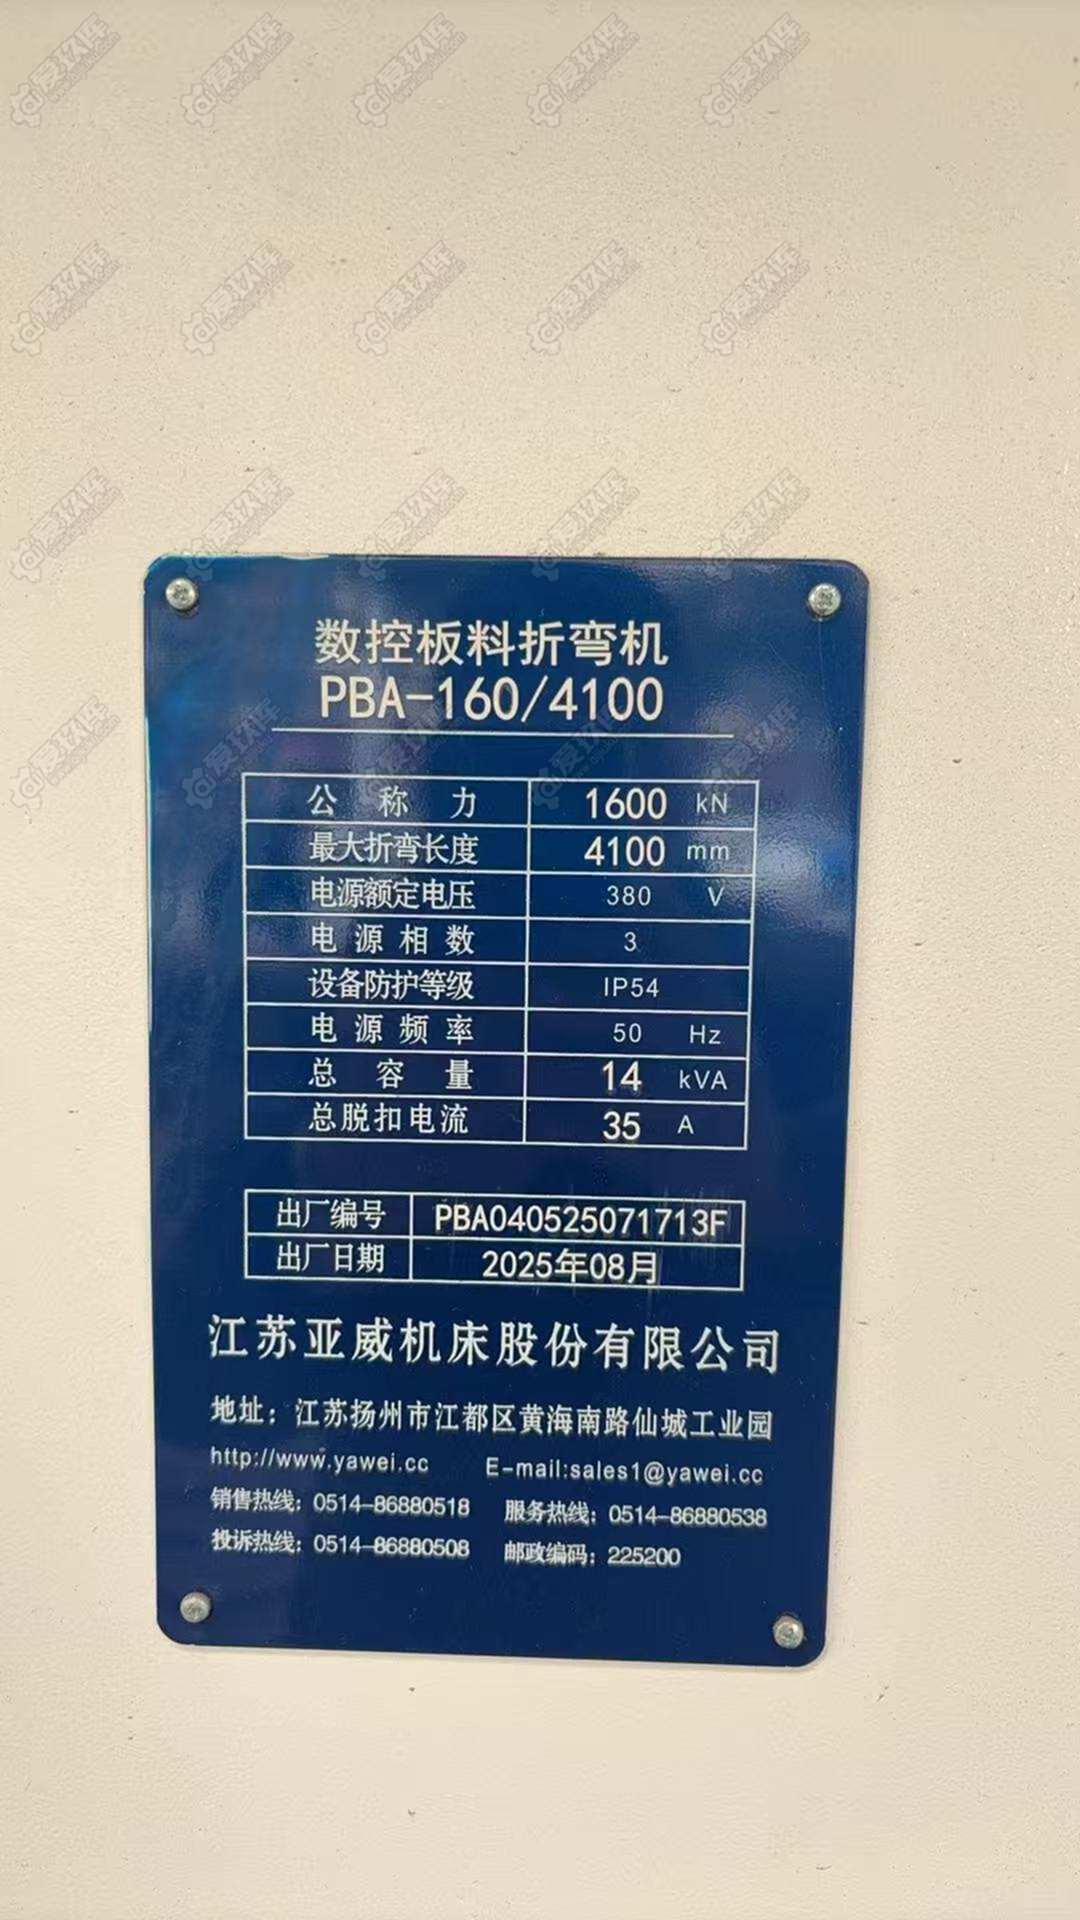 数控板料折弯机
PBA-160/4100
公称力 1600 kN
最大折弯长度 4100 mm
电源额定电压 380 V
电源相数 3
设备防护等级 IP54
电源频率 50 Hz
总容量 14 kVA
总脱扣电流 35 A
出厂编号 PBA040525071713F
出厂日期 2025年08月
江苏亚威机床股份有限公司
地址：江苏扬州市江都区黄海南路仙城工业园
http://www.yawei.cc E-mail:sales1@yawei.cc
销售热线：0514-86880518 服务热线：0514-86880538
投诉热线：0514-86880508 邮政编码：225200